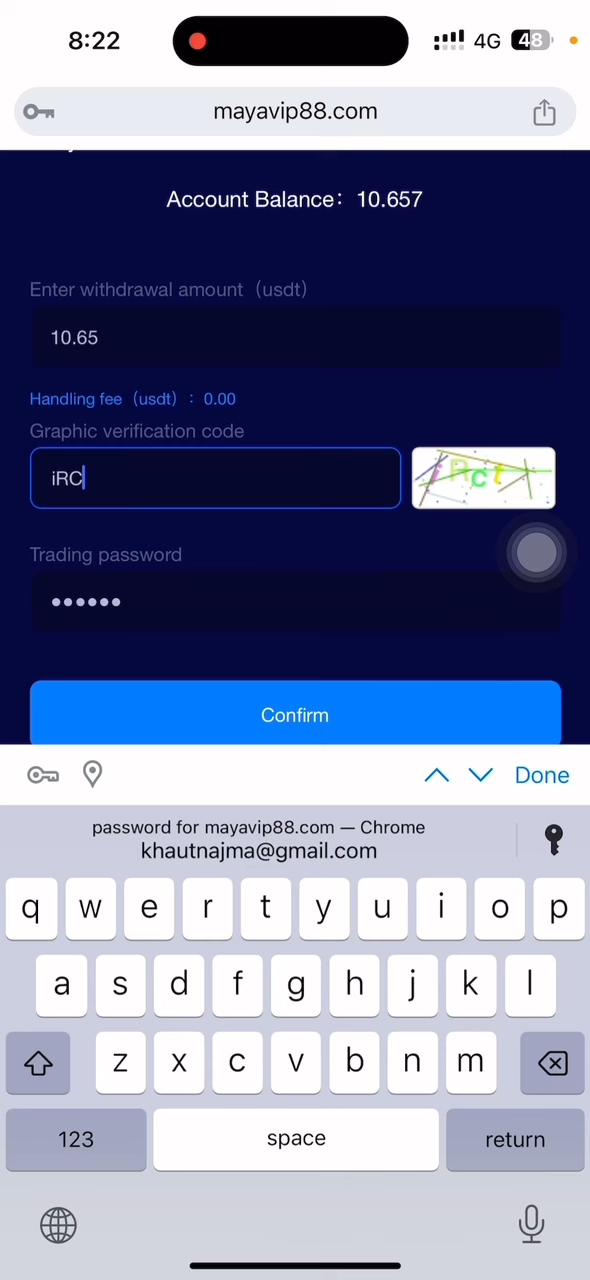 8:22
4G
48
mayavip88.com
Account Balance： 10.657
Enter withdrawal amount（usdt）
10.65
Handling fee（usdt）：0.00
Graphic verification code
iRC
iRct
Trading password
Confirm
Done
password for mayavip88.com — Chrome
khautnajma@gmail.com
q w e r t y u i o p
a s d f g h j k l
z x c v b n m
123 space return